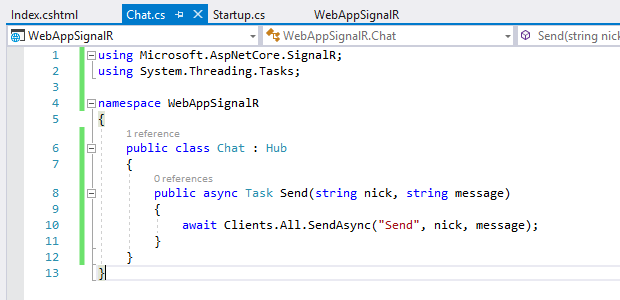 Index.cshtml Chat.cs Startup.cs WebAppSignalR
WebAppSignalR WebAppSignalR.Chat Send(string nick
1 using Microsoft.AspNetCore.SignalR;
2 using System.Threading.Tasks;
3
4 namespace WebAppSignalR
5 {
1 reference
6 public class Chat : Hub
7 {
0 references
8 public async Task Send(string nick, string message)
9 {
10 await Clients.All.SendAsync("Send", nick, message);
11 }
12 }
13 }